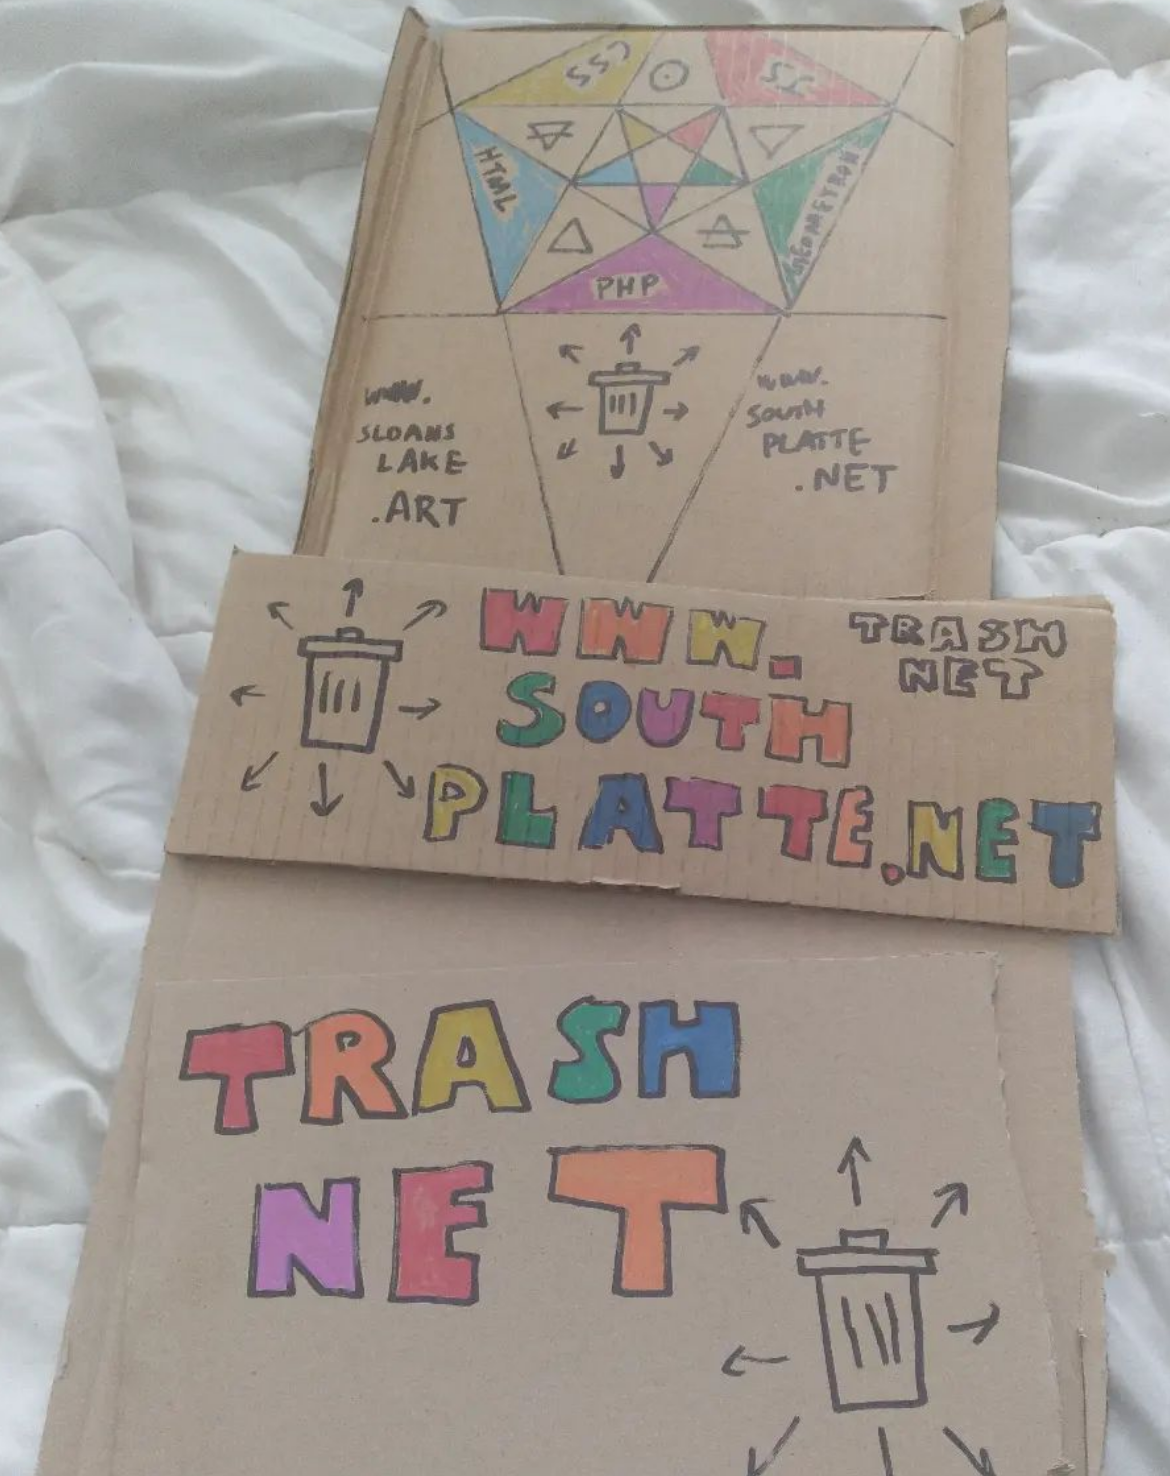 CSS
JS
HTML
GEOMETRON
PHP
WWW.
SLOANS
LAKE
.ART
WWW.
SOUTH
PLATTE
.NET
WWW.
SOUTH
PLATTE.NET
TRASH
NET
TRASH
NET